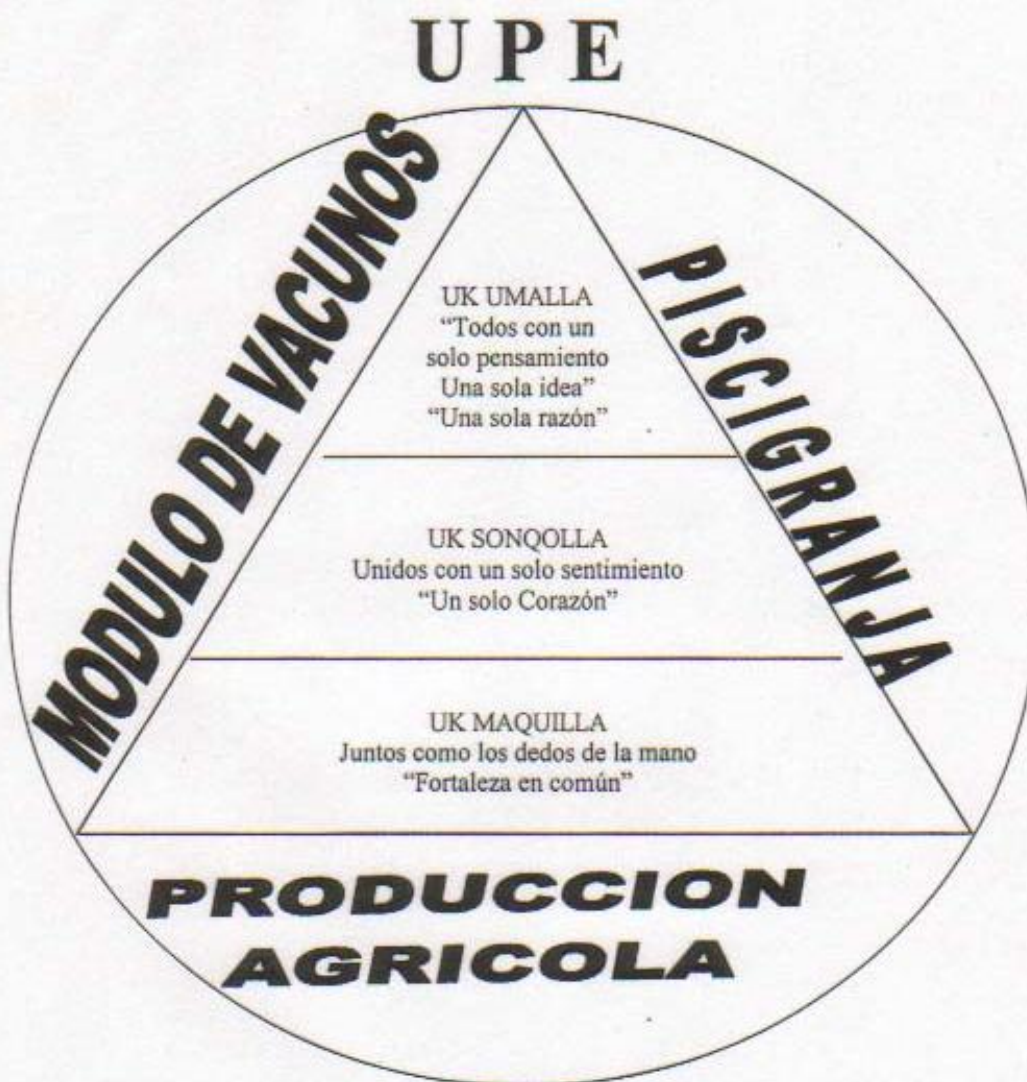 UPE
MODULO DE VACUNOS
PISCIGRANJA
UK UMALLA
“Todos con un
solo pensamiento
Una sola idea”
“Una sola razón”
UK SONQOLLA
Unidos con un solo sentimiento
“Un solo Corazón”
UK MAQUILLA
Juntos como los dedos de la mano
“Fortaleza en común”
PRODUCCION
AGRICOLA